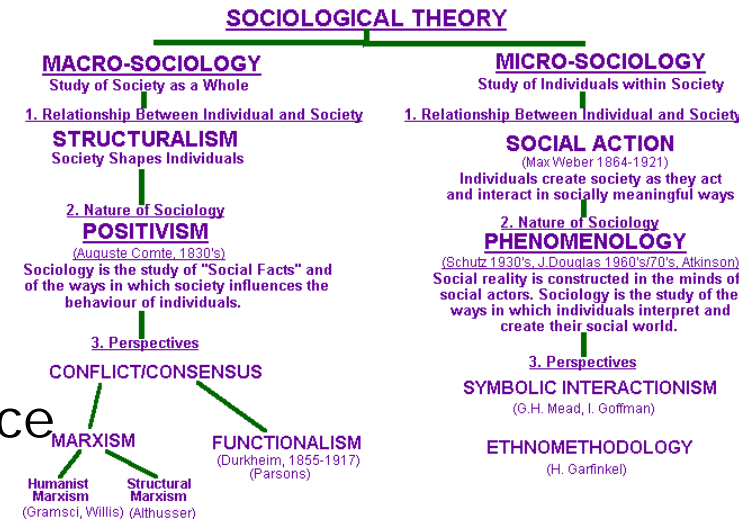 SOCIOLOGICAL THEORY
MACRO-SOCIOLOGY
Study of Society as a Whole
1. Relationship Between Individual and Society
STRUCTURALISM
Society Shapes Individuals
2. Nature of Sociology
POSITIVISM
(Auguste Comte, 1830's)
Sociology is the study of "Social Facts" and
of the ways in which society influences the
behaviour of individuals.
3. Perspectives
CONFLICT/CONSENSUS
ce
MARXISM
FUNCTIONALISM
(Durkheim, 1855-1917)
(Parsons)
Humanist
Marxism
(Gramsci, Willis)
Structural
Marxism
(Althusser)
MICRO-SOCIOLOGY
Study of Individuals within Society
1. Relationship Between Individual and Society
SOCIAL ACTION
(Max Weber 1864-1921)
Individuals create society as they act
and interact in socially meaningful ways
2. Nature of Sociology
PHENOMENOLOGY
(Schutz 1930's, J.Douglas 1960's/70's, Atkinson)
Social reality is constructed in the minds of
social actors. Sociology is the study of the
ways in which individuals interpret and
create their social world.
3. Perspectives
SYMBOLIC INTERACTIONISM
(G.H. Mead, I. Goffman)
ETHNOMETHODOLOGY
(H. Garfinkel)